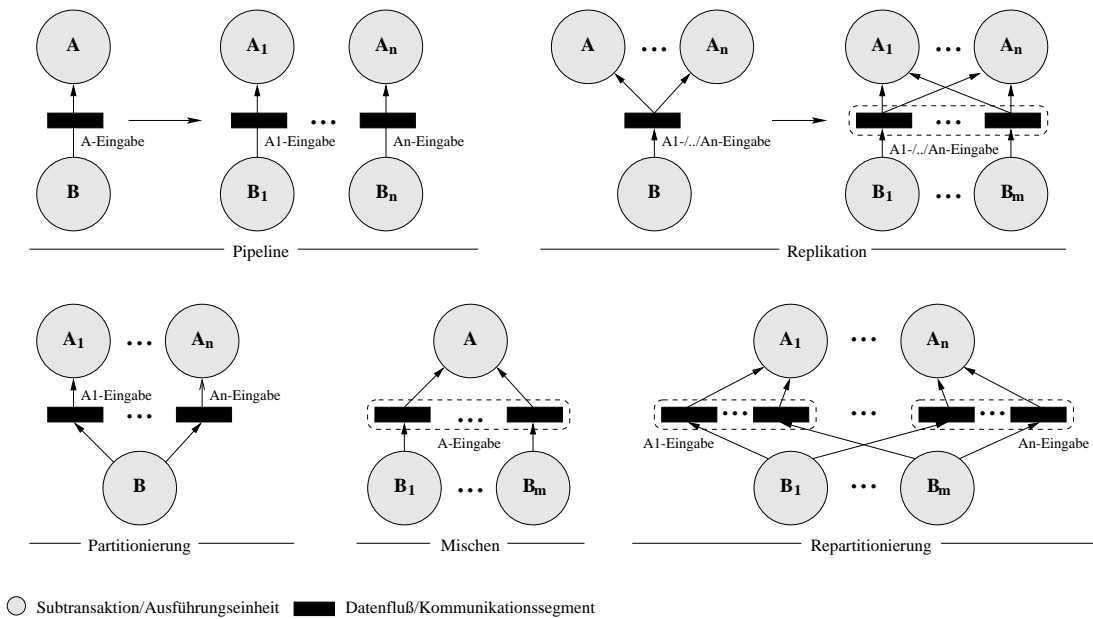 A A₁ Aₙ
A-Eingabe A1-Eingabe ... An-Eingabe
B B₁ Bₙ
Pipeline
A ... Aₙ A₁ ... Aₙ
A1-/../An-Eingabe ... A1-/../An-Eingabe
B B₁ ... Bₘ
Replikation
A₁ ... Aₙ
A1-Eingabe ... An-Eingabe
B
Partitionierung
A
...
A-Eingabe
B₁ ... Bₘ
Mischen
A₁ ... Aₙ
... ... ...
A1-Eingabe An-Eingabe
B₁ ... Bₘ
Repartitionierung
Subtransaktion/Ausführungseinheit Datenfluß/Kommunikationssegment